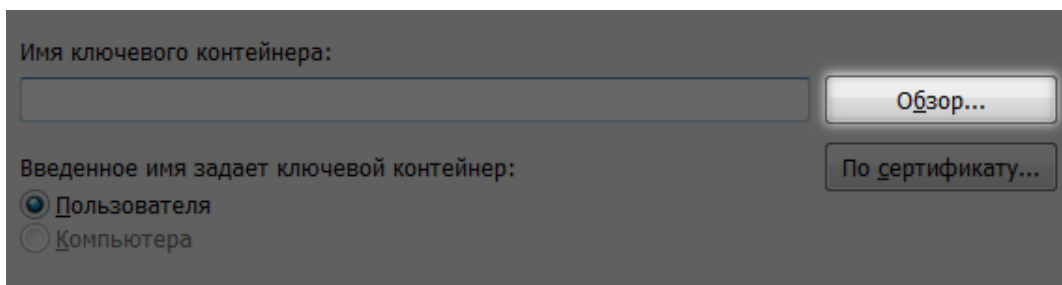 Имя ключевого контейнера:
Обзор...
Введенное имя задает ключевой контейнер:
По сертификату...
Пользователя
Компьютера